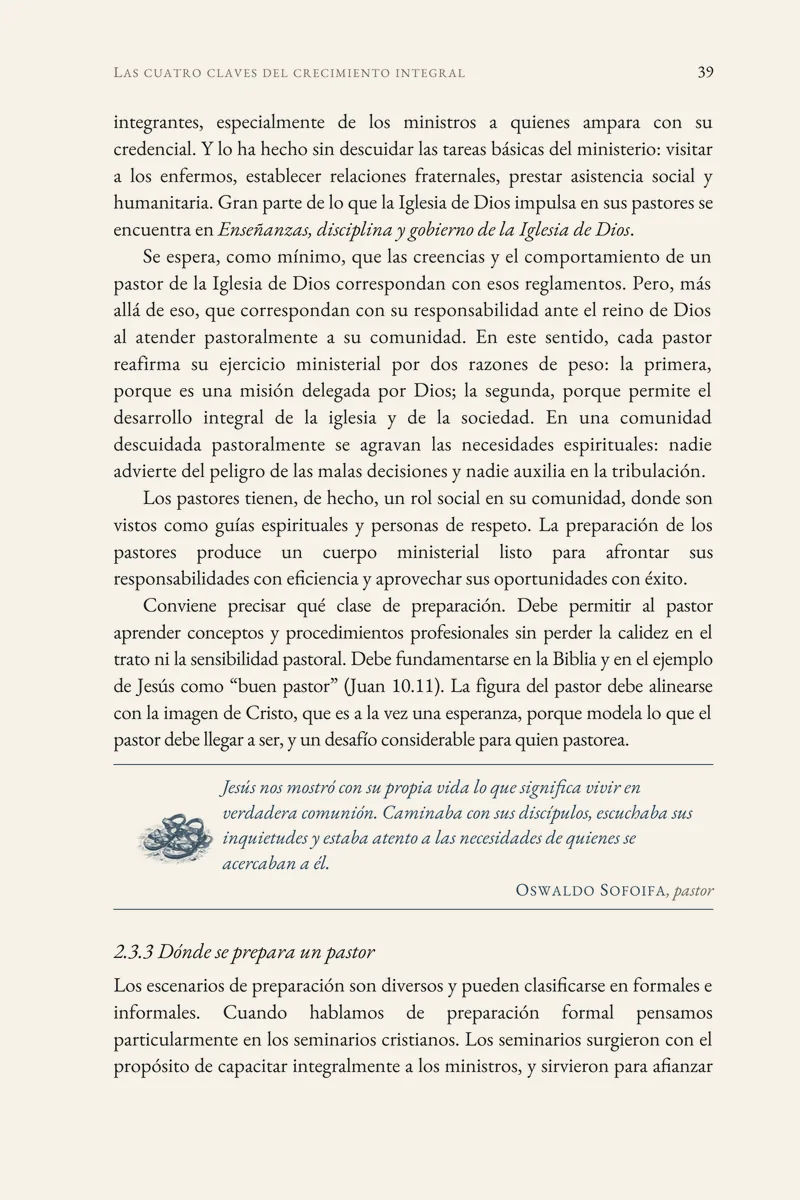 LAS CUATRO CLAVES DEL CRECIMIENTO INTEGRAL 39
integrantes, especialmente de los ministros a quienes ampara con su
credencial. Y lo ha hecho sin descuidar las tareas básicas del ministerio: visitar
a los enfermos, establecer relaciones fraternales, prestar asistencia social y
humanitaria. Gran parte de lo que la Iglesia de Dios impulsa en sus pastores se
encuentra en Enseñanzas, disciplina y gobierno de la Iglesia de Dios.
Se espera, como mínimo, que las creencias y el comportamiento de un
pastor de la Iglesia de Dios correspondan con esos reglamentos. Pero, más
allá de eso, que correspondan con su responsabilidad ante el reino de Dios
al atender pastoralmente a su comunidad. En este sentido, cada pastor
reafirma su ejercicio ministerial por dos razones de peso: la primera,
porque es una misión delegada por Dios; la segunda, porque permite el
desarrollo integral de la iglesia y de la sociedad. En una comunidad
descuidada pastoralmente se agravan las necesidades espirituales: nadie
advierte del peligro de las malas decisiones y nadie auxilia en la tribulación.
Los pastores tienen, de hecho, un rol social en su comunidad, donde son
vistos como guías espirituales y personas de respeto. La preparación de los
pastores produce un cuerpo ministerial listo para afrontar sus
responsabilidades con eficiencia y aprovechar sus oportunidades con éxito.
Conviene precisar qué clase de preparación. Debe permitir al pastor
aprender conceptos y procedimientos profesionales sin perder la calidez en el
trato ni la sensibilidad pastoral. Debe fundamentarse en la Biblia y en el ejemplo
de Jesús como “buen pastor” (Juan 10.11). La figura del pastor debe alinearse
con la imagen de Cristo, que es a la vez una esperanza, porque modela lo que el
pastor debe llegar a ser, y un desafío considerable para quien pastorea.
Jesús nos mostró con su propia vida lo que significa vivir en
verdadera comunión. Caminaba con sus discípulos, escuchaba sus
inquietudes y estaba atento a las necesidades de quienes se
acercaban a él.
OSWALDO SOFOIFA, pastor
2.3.3 Dónde se prepara un pastor
Los escenarios de preparación son diversos y pueden clasificarse en formales e
informales. Cuando hablamos de preparación formal pensamos
particularmente en los seminarios cristianos. Los seminarios surgieron con el
propósito de capacitar integralmente a los ministros, y sirvieron para afianzar